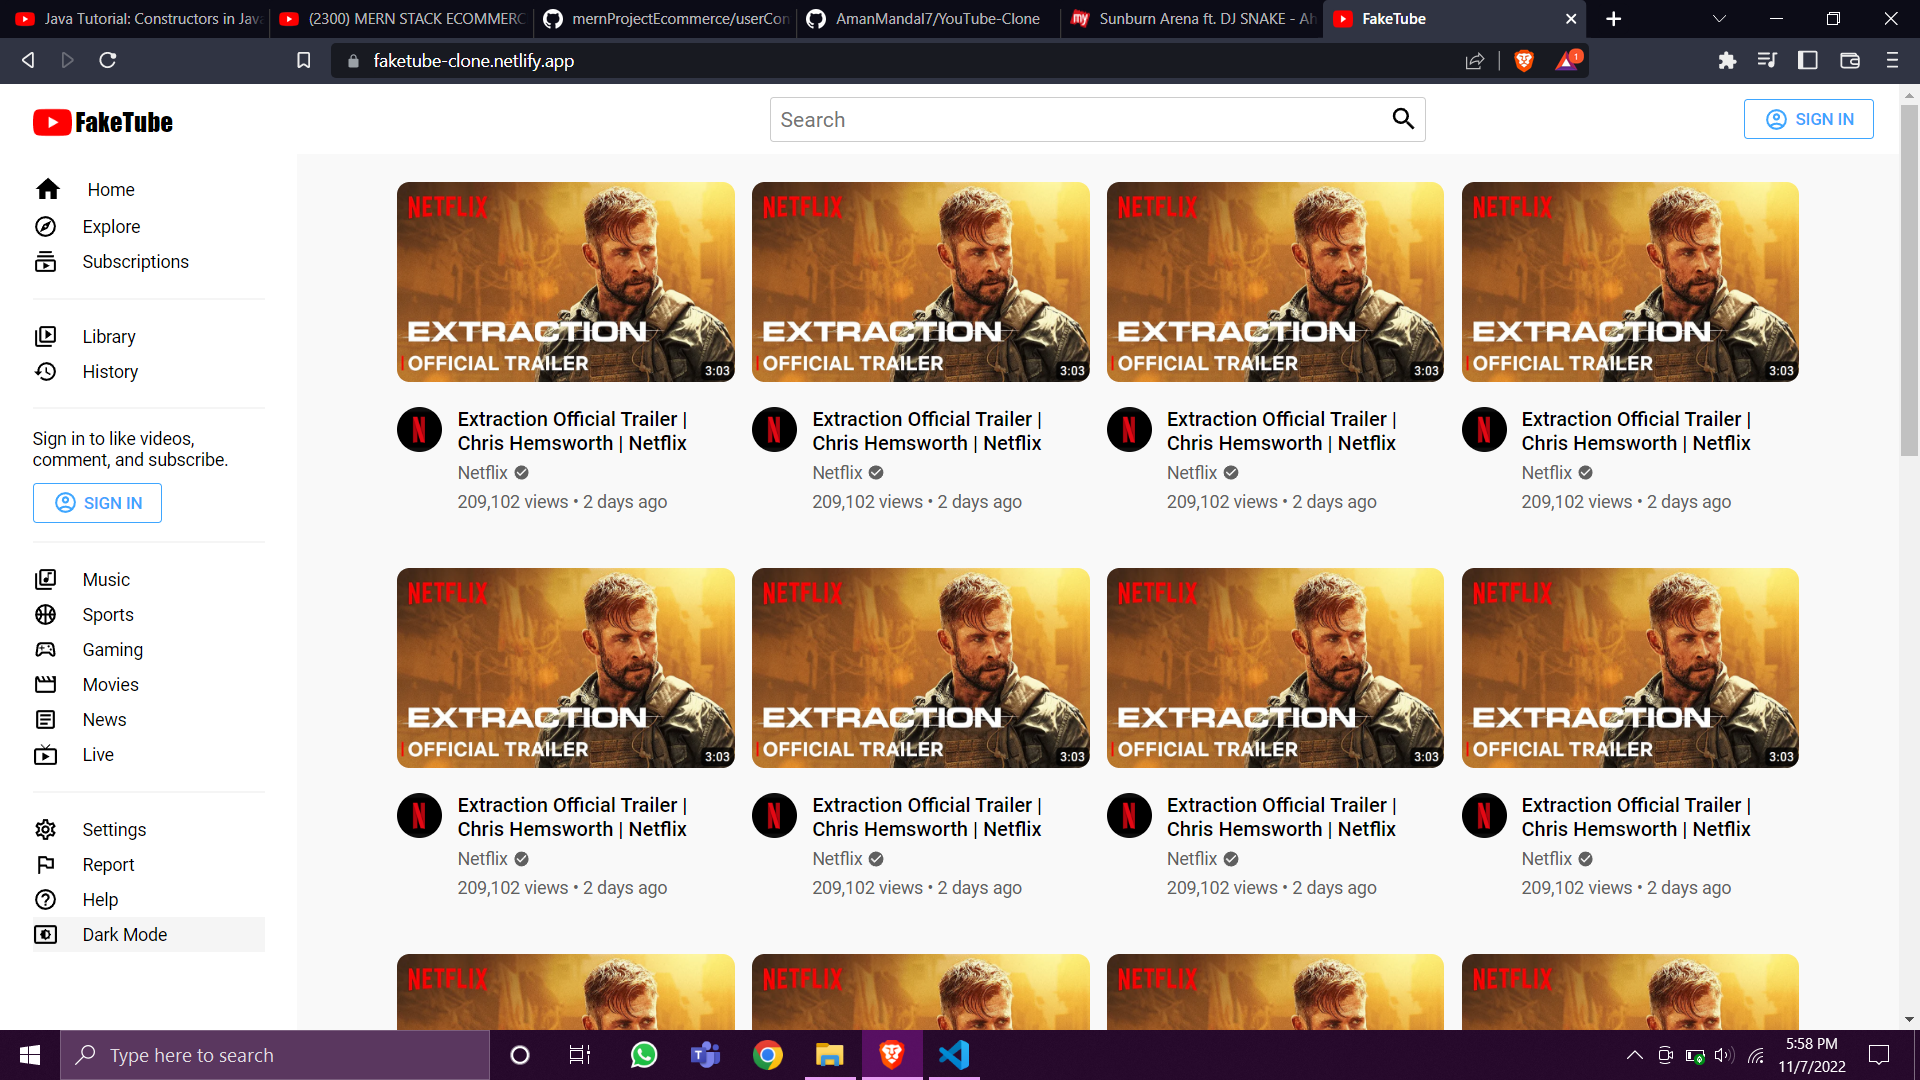 Java Tutorial: Constructors in Java
(2300) MERN STACK ECOMMERC
mernProjectEcommerce/userCon
AmanMandal7/YouTube-Clone
my
Sunburn Arena ft. DJ SNAKE - Ah
FakeTube
faketube-clone.netlify.app
1
FakeTube
Search
SIGN IN
Home
Explore
Subscriptions
Library
History
Sign in to like videos,
comment, and subscribe.
SIGN IN
Music
Sports
Gaming
Movies
News
Live
Settings
Report
Help
Dark Mode
NETFLIX
EXTRACTION
OFFICIAL TRAILER
3:03
N
Extraction Official Trailer |
Chris Hemsworth | Netflix
Netflix
209,102 views • 2 days ago
NETFLIX
EXTRACTION
OFFICIAL TRAILER
3:03
N
Extraction Official Trailer |
Chris Hemsworth | Netflix
Netflix
209,102 views • 2 days ago
NETFLIX
EXTRACTION
OFFICIAL TRAILER
3:03
N
Extraction Official Trailer |
Chris Hemsworth | Netflix
Netflix
209,102 views • 2 days ago
NETFLIX
EXTRACTION
OFFICIAL TRAILER
3:03
N
Extraction Official Trailer |
Chris Hemsworth | Netflix
Netflix
209,102 views • 2 days ago
NETFLIX
EXTRACTION
OFFICIAL TRAILER
3:03
N
Extraction Official Trailer |
Chris Hemsworth | Netflix
Netflix
209,102 views • 2 days ago
NETFLIX
EXTRACTION
OFFICIAL TRAILER
3:03
N
Extraction Official Trailer |
Chris Hemsworth | Netflix
Netflix
209,102 views • 2 days ago
NETFLIX
EXTRACTION
OFFICIAL TRAILER
3:03
N
Extraction Official Trailer |
Chris Hemsworth | Netflix
Netflix
209,102 views • 2 days ago
NETFLIX
EXTRACTION
OFFICIAL TRAILER
3:03
N
Extraction Official Trailer |
Chris Hemsworth | Netflix
Netflix
209,102 views • 2 days ago
NETFLIX
NETFLIX
NETFLIX
NETFLIX
Type here to search
5:58 PM
11/7/2022